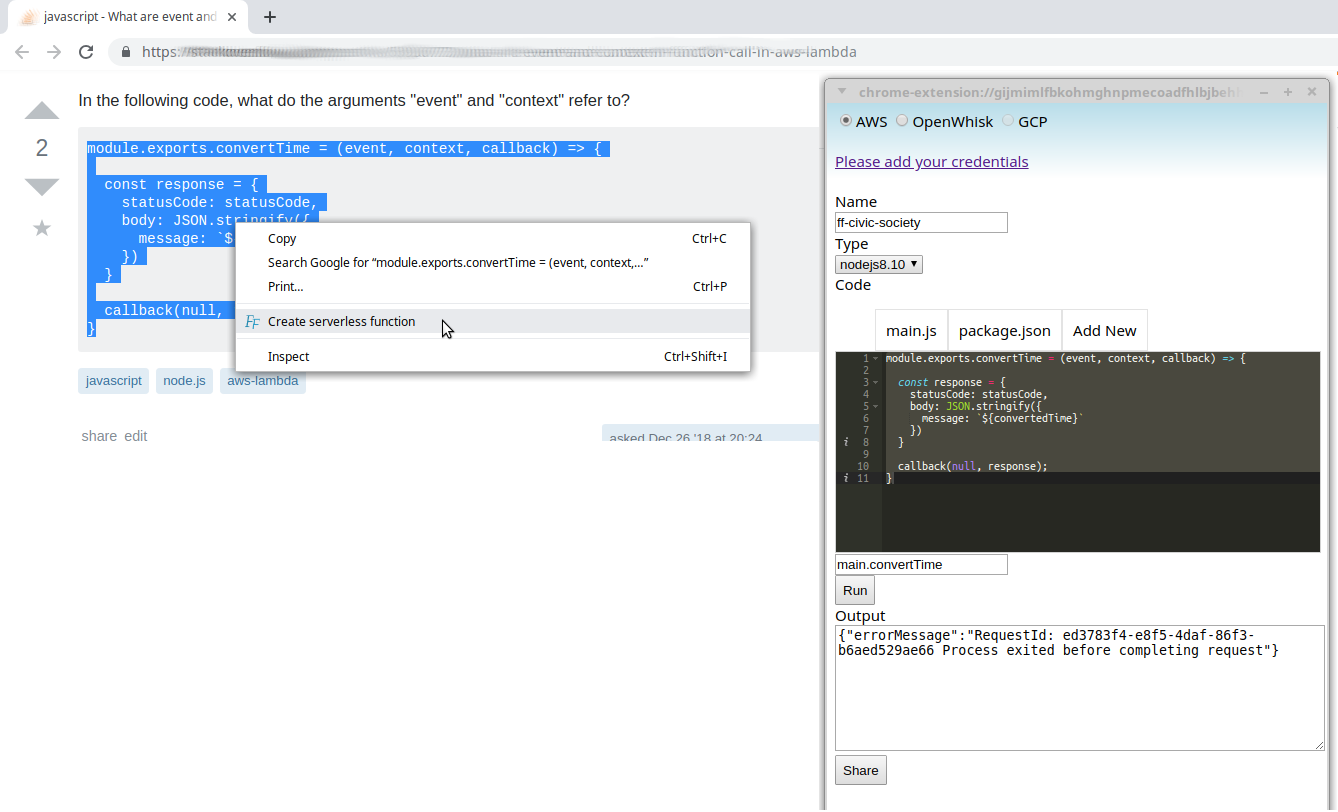 javascript - What are event and
https://
-function-call-in-aws-lambda
In the following code, what do the arguments "event" and "context" refer to?
2
module.exports.convertTime = (event, context, callback) => {
const response = {
statusCode: statusCode,
body: JSON.stringify({
message: `$
})
}
callback(null,
}
Copy Ctrl+C
Search Google for “module.exports.convertTime = (event, context,...”
Print... Ctrl+P
FF Create serverless function
Inspect Ctrl+Shift+I
javascript node.js aws-lambda
share edit
asked Dec 26 '18 at 20:24
chrome-extension://gijmimlfbkohmghnpmecoadfhlbjbeh
AWS OpenWhisk GCP
Please add your credentials
Name
ff-civic-society
Type
nodejs8.10
Code
main.js package.json Add New
1 module.exports.convertTime = (event, context, callback) => {
2
3 const response = {
4 statusCode: statusCode,
5 body: JSON.stringify({
6 message: `${convertedTime}`
7 })
i 8 }
9
10 callback(null, response);
i 11 }
main.convertTime
Run
Output
{"errorMessage":"RequestId: ed3783f4-e8f5-4daf-86f3-
b6aed529ae66 Process exited before completing request"}
Share